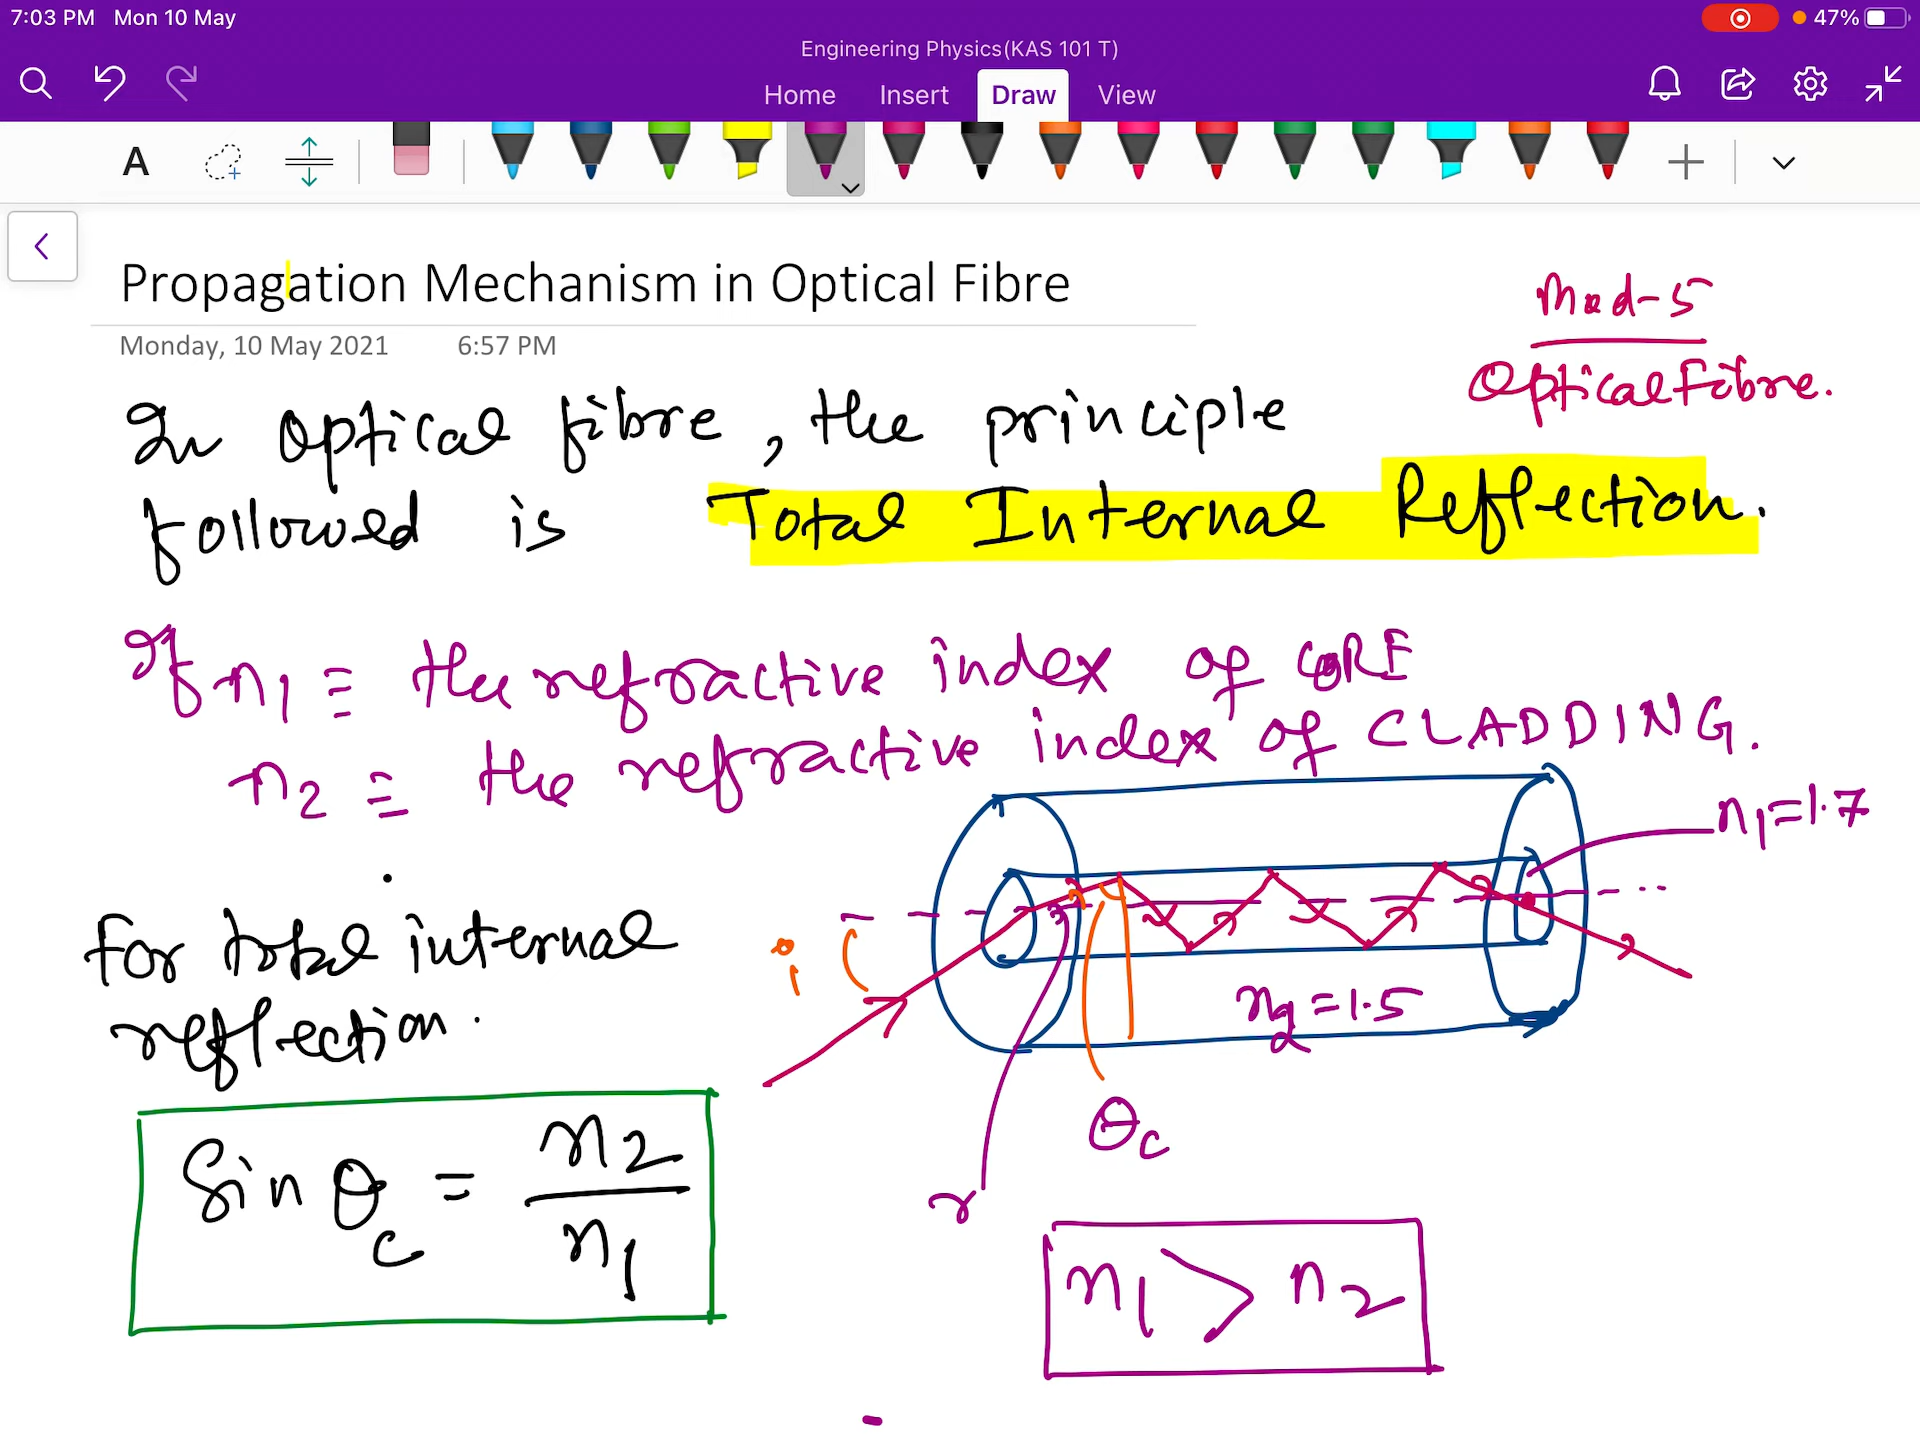 7:03 PM Mon 10 May 47%
Engineering Physics(KAS 101 T)
Home Insert Draw View
A
Propagation Mechanism in Optical Fibre
Monday, 10 May 2021 6:57 PM
Mod-5
Optical Fibre.
In optical fibre, the principle
followed is Total Internal Reflection.
If n1 ≡ the refractive index of CORE
n2 ≡ the refractive index of CLADDING.
n1=1.7
i
n2=1.5
for total internal
reflection.
θc
r
Sin θc = n2/n1
n1 > n2